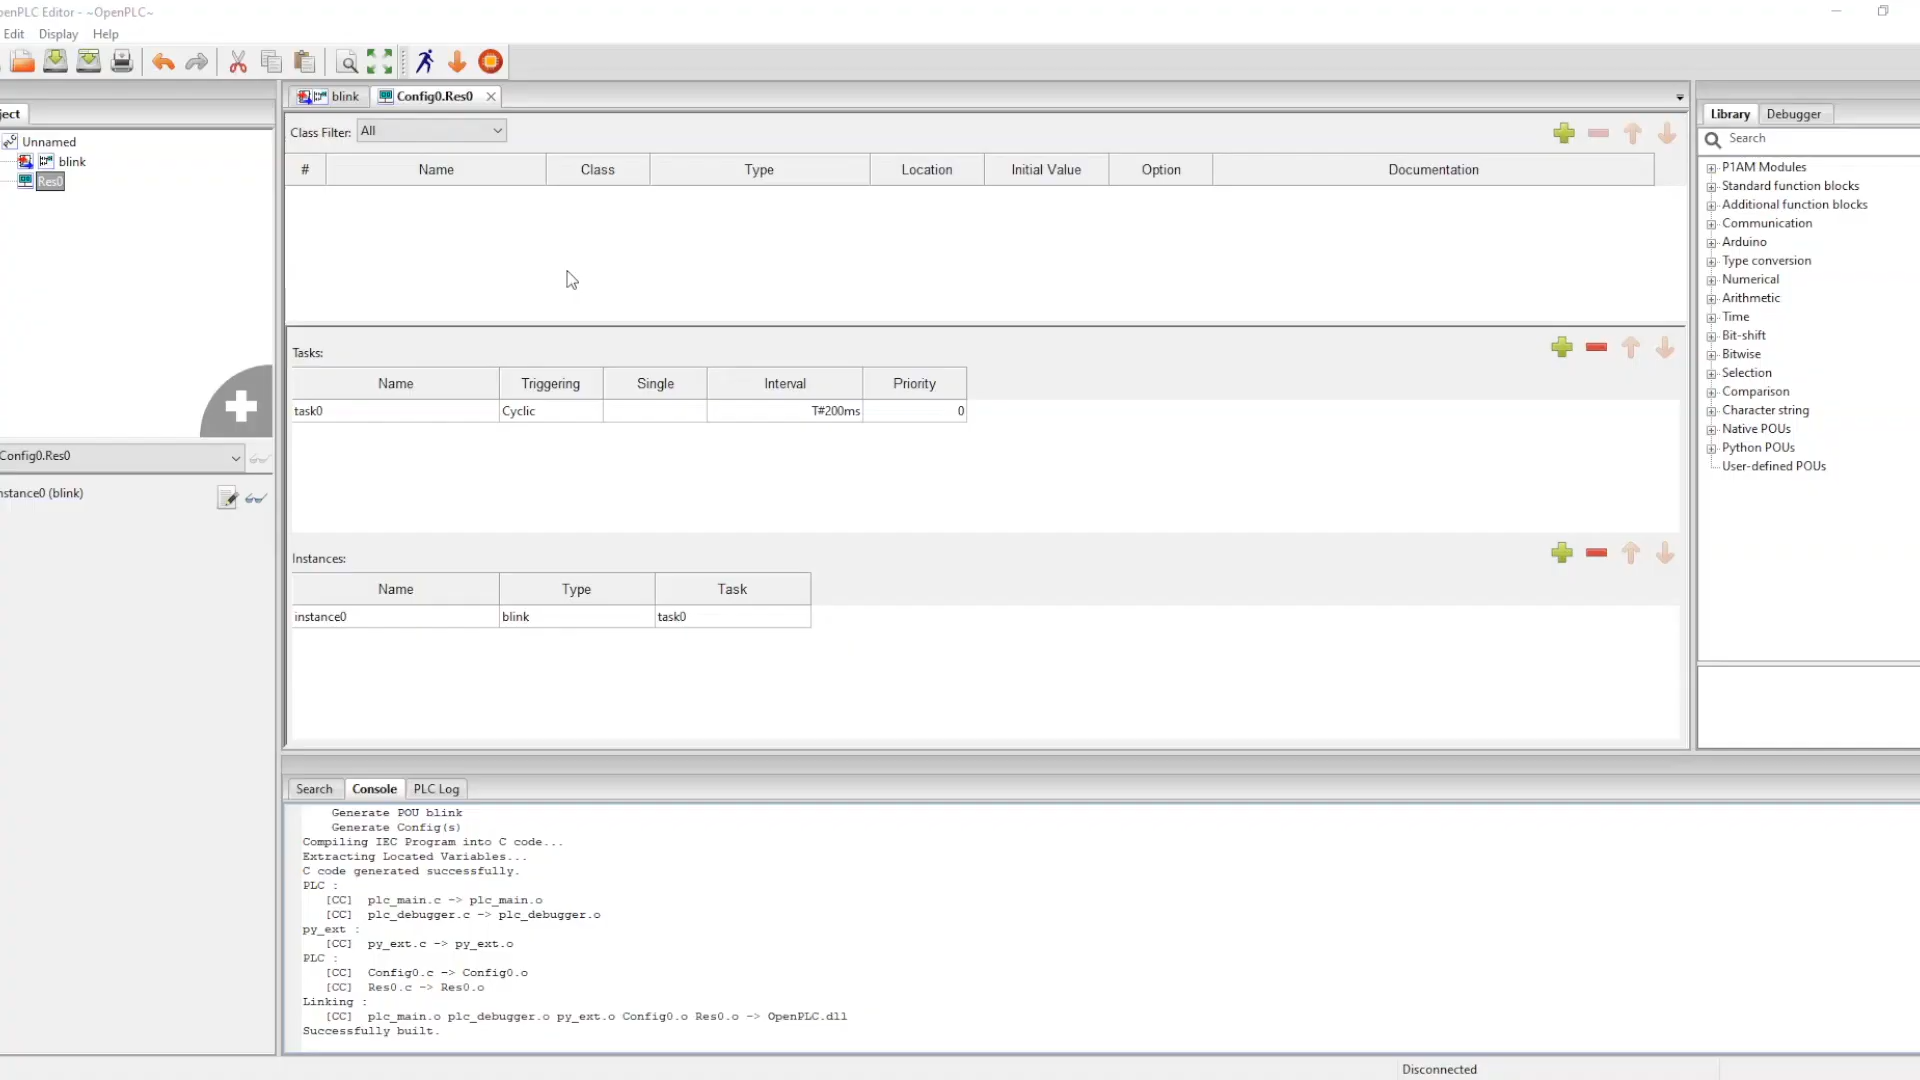 enPLC Editor - ~OpenPLC~
Edit Display Help
blink Config0.Res0
ject
Library Debugger
Class Filter: All
Search
Unnamed
blink
Res0
# Name Class Type Location Initial Value Option Documentation
P1AM Modules
Standard function blocks
Additional function blocks
Communication
Arduino
Type conversion
Numerical
Arithmetic
Time
Bit-shift
Bitwise
Selection
Comparison
Character string
Native POUs
Python POUs
User-defined POUs
Tasks:
Name Triggering Single Interval Priority
task0 Cyclic T#200ms 0
Config0.Res0
nstance0 (blink)
Instances:
Name Type Task
instance0 blink task0
Search Console PLC Log
Generate POU blink
Generate Config(s)
Compiling IEC Program into C code...
Extracting Located Variables...
C code generated successfully.
PLC :
[CC] plc_main.c -> plc_main.o
[CC] plc_debugger.c -> plc_debugger.o
py_ext :
[CC] py_ext.c -> py_ext.o
PLC :
[CC] Config0.c -> Config0.o
[CC] Res0.c -> Res0.o
Linking :
[CC] plc_main.o plc_debugger.o py_ext.o Config0.o Res0.o -> OpenPLC.dll
Successfully built.
Disconnected